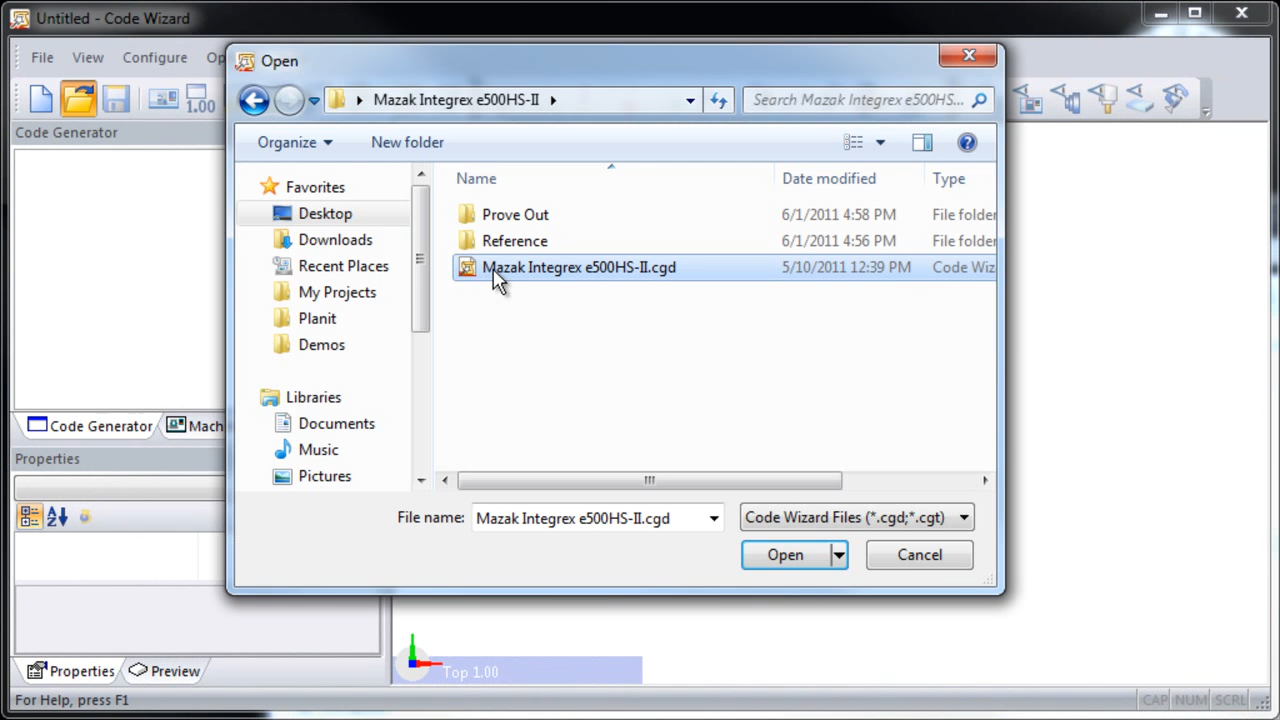 Untitled - Code Wizard
File View Configure Op
Open
Mazak Integrex e500HS-II
Search Mazak Integrex e500HS...
Organize New folder
1.00
Code Generator
Name Date modified Type
Favorites
Desktop
Downloads
Recent Places
My Projects
Planit
Demos
Libraries
Documents
Music
Pictures
Prove Out 6/1/2011 4:58 PM File folder
Reference 6/1/2011 4:56 PM File folder
Mazak Integrex e500HS-II.cgd 5/10/2011 12:39 PM Code Wiz
Code Generator Mach
Properties
File name: Mazak Integrex e500HS-II.cgd Code Wizard Files (*.cgd;*.cgt)
Open Cancel
Properties Preview
Top 1.00
For Help, press F1 CAP NUM SCRL